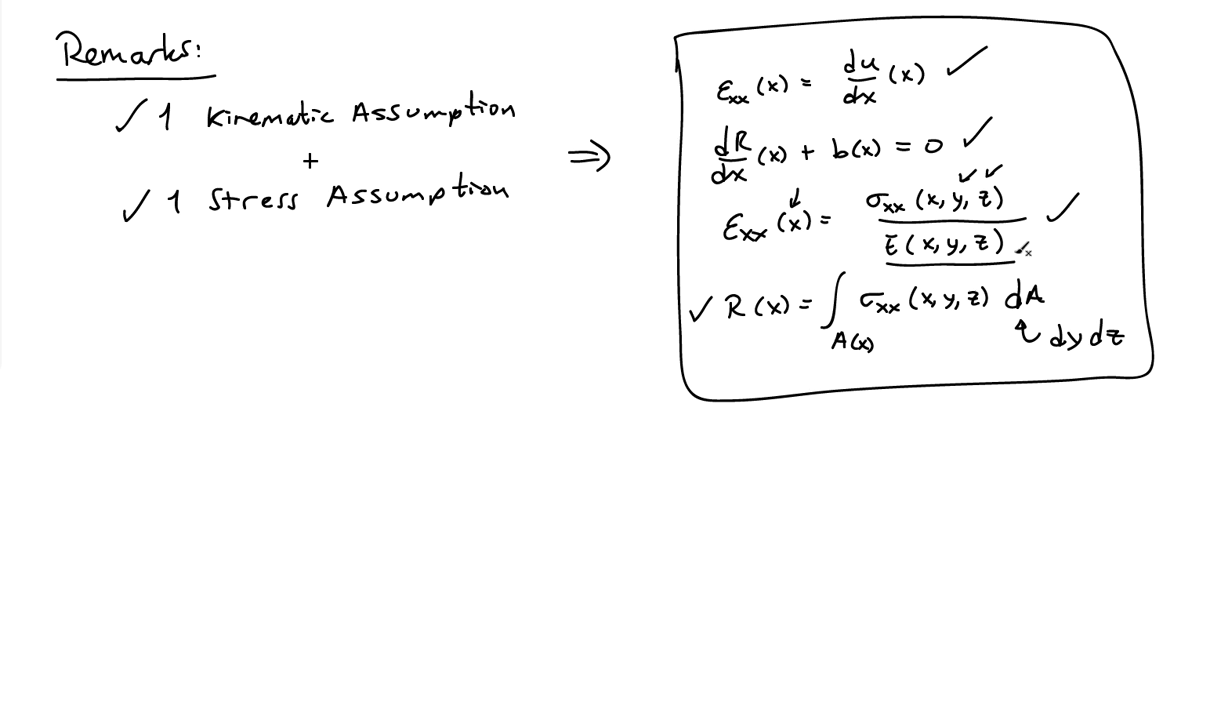 Remarks:
✓ 1 Kinematic Assumption
+
✓ 1 Stress Assumption
⇒
εxx (x) = du/dx (x) ✓
dR/dx (x) + b(x) = 0 ✓
εxx (x) = σxx (x, y, z) / E (x, y, z) ✓
✓ R (x) = ∫A(x) σxx (x, y, z) dA
dy dz